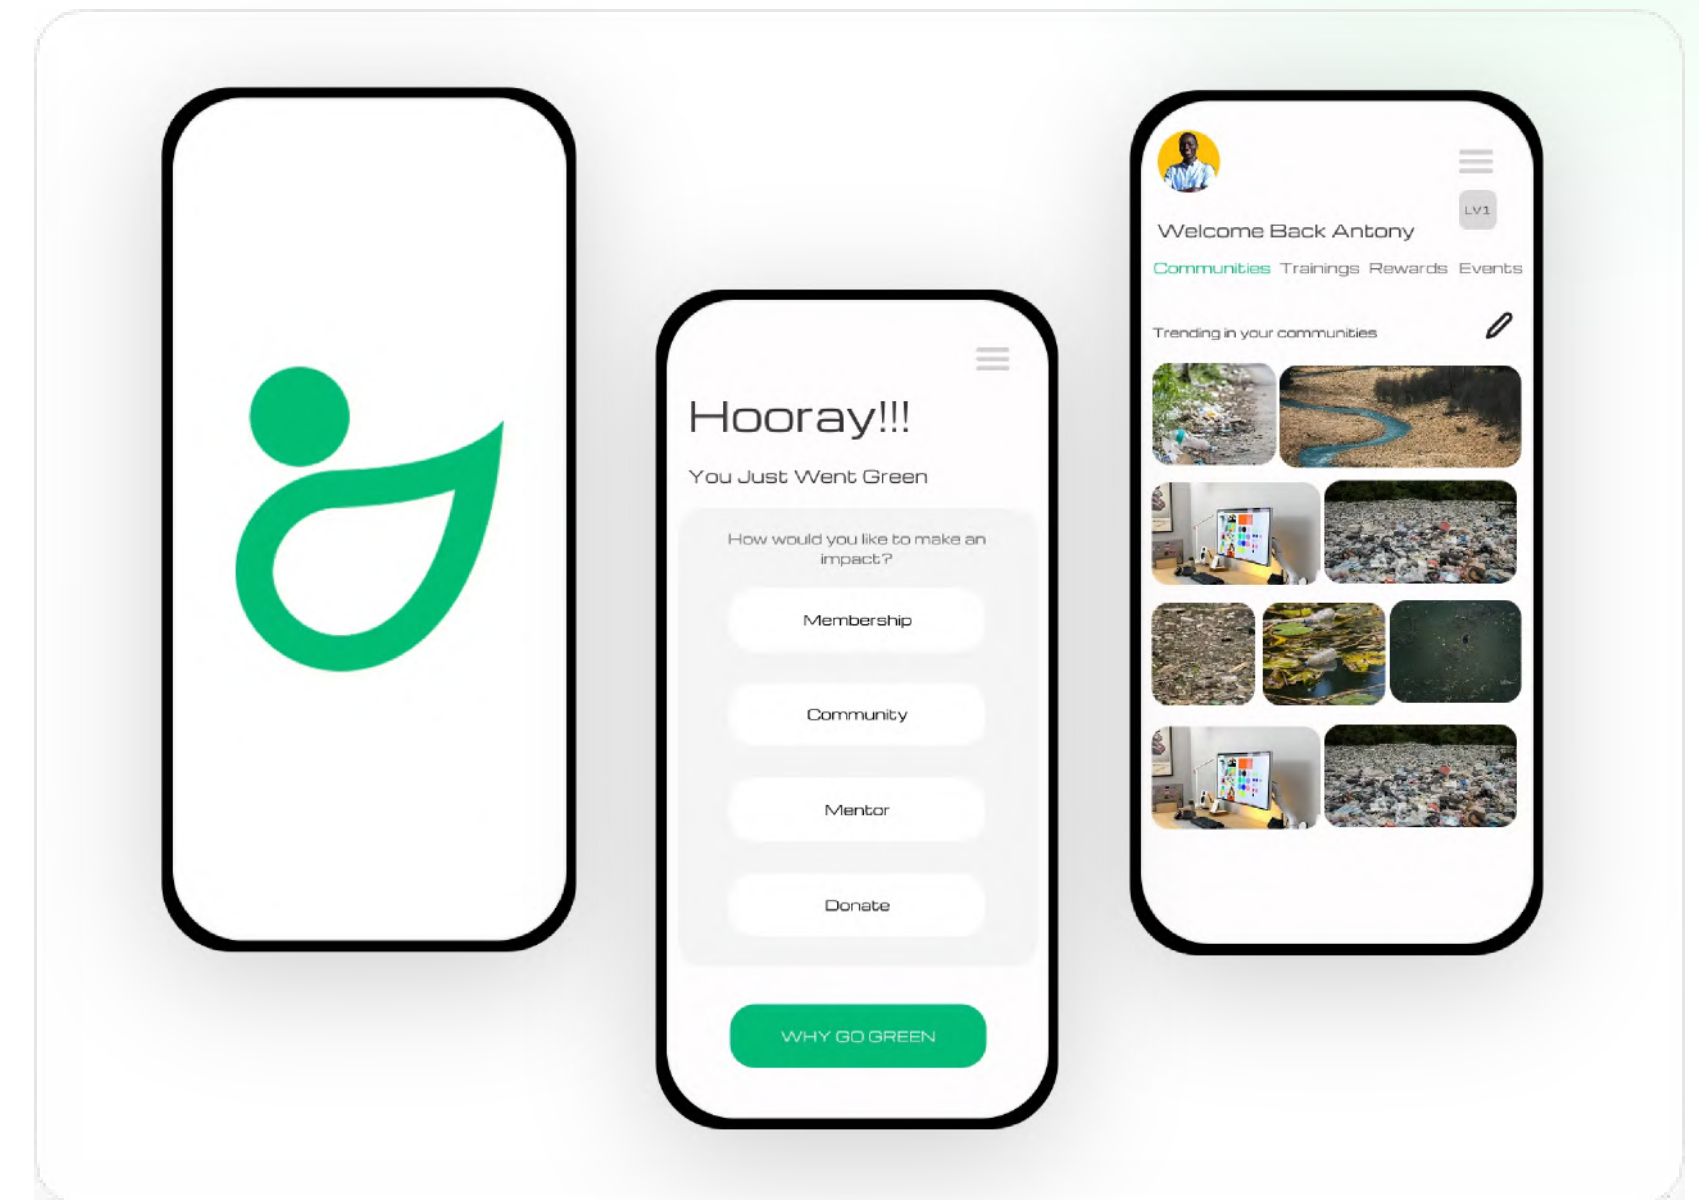 Hooray!!!
You Just Went Green
How would you like to make an
impact?
Membership
Community
Mentor
Donate
WHY GO GREEN
LV1
Welcome Back Antony
Communities Trainings Rewards Events
Trending in your communities